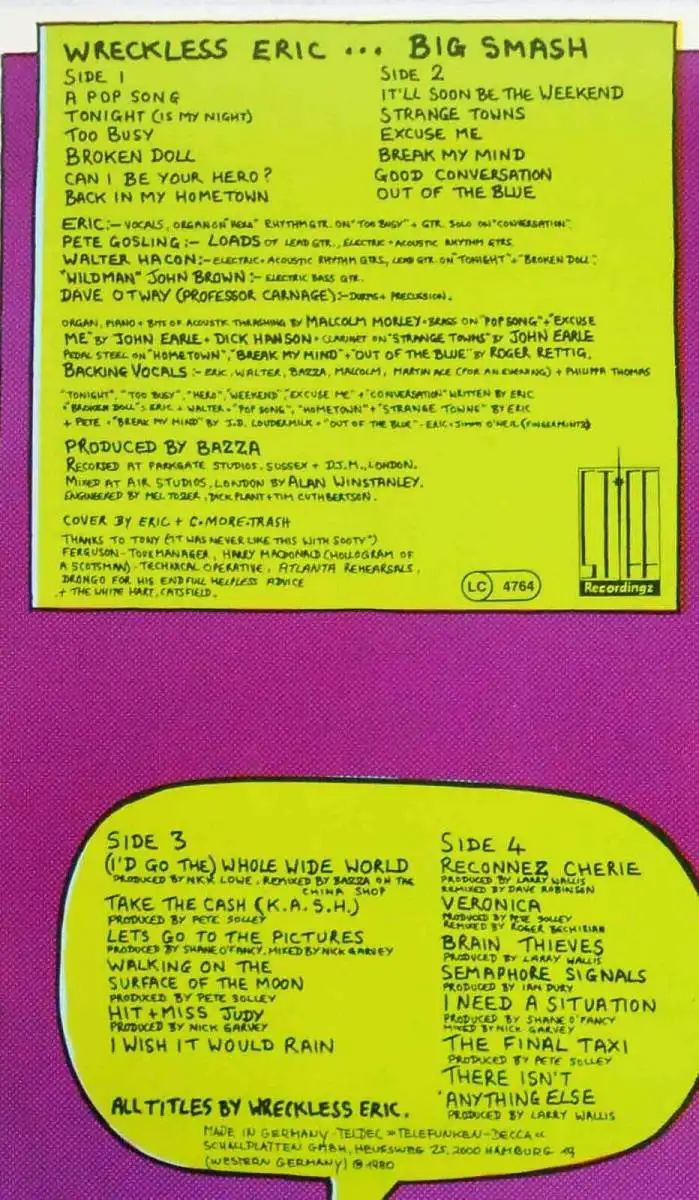 WRECKLESS ERIC ... BIG SMASH
SIDE 1
A POP SONG
TONIGHT (IS MY NIGHT)
TOO BUSY
BROKEN DOLL
CAN I BE YOUR HERO?
BACK IN MY HOMETOWN
SIDE 2
IT'LL SOON BE THE WEEKEND
STRANGE TOWNS
EXCUSE ME
BREAK MY MIND
GOOD CONVERSATION
OUT OF THE BLUE
ERIC:- VOCALS, ORGAN ON "HERO" RHYTHM GTR. ON "TOO BUSY" + GTR. SOLO ON "CONVERSATION".
PETE GOSLING:- LOADS OF LEAD GTR., ELECTRIC + ACOUSTIC RHYTHM GTRS.
WALTER HACON:- ELECTRIC + ACOUSTIC RHYTHM GTRS, LEAD GTR. ON "TONIGHT" + "BROKEN DOLL".
"WILDMAN" JOHN BROWN:- ELECTRIC BASS GTR.
DAVE OTWAY (PROFESSOR CARNAGE):- DURMS + PRECUSSION.
ORGAN, PIANO + BITS OF ACOUSTIC THRASHING BY MALCOLM MORLEY + BRASS ON "POP SONG" + "EXCUSE
ME" BY JOHN EARLE + DICK HANSON + CLARINET ON "STRANGE TOWNS" BY JOHN EARLE
PEDAL STEEL ON "HOMETOWN", "BREAK MY MIND" + "OUT OF THE BLUE" BY ROGER RETTIG.
BACKING VOCALS:- ERIC, WALTER, BAZZA, MALCOLM, MARTIN ACE (FOR AN EVENING) + PHILIPPA THOMAS
"TONIGHT", "TOO BUSY", "HERO", "WEEKEND", "EXCUSE ME" + "CONVERSATION" WRITTEN BY ERIC
+ "BROKEN DOLL": ERIC + WALTER + "POP SONG", "HOMETOWN" + "STRANGE TOWNS" BY ERIC
+ PETE + "BREAK MY MIND" BY J.D. LOUDERMILK + "OUT OF THE BLUE" - ERIC + JIMME O'NEIL (FINGERPRINTZ)
PRODUCED BY BAZZA
RECORDED AT PARKGATE STUDIOS, SUSSEX + D.J.M., LONDON.
MIXED AT AIR STUDIOS, LONDON BY ALAN WINSTANLEY.
ENGINEERED BY MEL TOZER, DICK PLANT + TIM CUTHBERTSON.
COVER BY ERIC + C-MORE-TRASH
THANKS TO TONY ("IT WAS NEVER LIKE THIS WITH SOOTY")
FERGUSON - TOUR MANAGER, HARRY MACDONALD (HOLLOGRAM OF
A SCOTSMAN) - TECHNICAL OPERATIVE, ATLANTA REHEARSALS,
DRONGO FOR HIS ENDFULL HELPLESS ADVICE
+ THE WHITE HART, CATSFIELD.
LC 4764
STIFF
Recordingz
SIDE 3
(I'D GO THE) WHOLE WIDE WORLD
PRODUCED BY NICK LOWE, REMIXED BY BAZZA ON THE
CHINA SHOP
TAKE THE CASH (K.A.S.H.)
PRODUCED BY PETE SOLLEY
LETS GO TO THE PICTURES
PRODUCED BY SHANE O'FANCY, MIXED BY NICK GARVEY
WALKING ON THE
SURFACE OF THE MOON
PRODUCED BY PETE SOLLEY
HIT + MISS JUDY
PRODUCED BY NICK GARVEY
I WISH IT WOULD RAIN
SIDE 4
RECONNEZ CHERIE
PRODUCED BY LARRY WALLIS
REMIXED BY DAVE ROBINSON
VERONICA
PRODUCED BY PETE SOLLEY
REMIXED BY ROGER BECHIRIAN
BRAIN THIEVES
PRODUCED BY LARRY WALLIS
SEMAPHORE SIGNALS
PRODUCED BY IAN DURY
I NEED A SITUATION
PRODUCED BY SHANE O'FANCY
MIXED BY NICK GARVEY
THE FINAL TAXI
PRODUCED BY PETE SOLLEY
THERE ISN'T
ANYTHING ELSE
PRODUCED BY LARRY WALLIS
ALL TITLES BY WRECKLESS ERIC.
MADE IN GERMANY - TELDEC »TELEFUNKEN-DECCA«
SCHALLPLATTEN GMBH, HEUSSWEG 25, 2000 HAMBURG 19
(WESTERN GERMANY) ℗ 1980